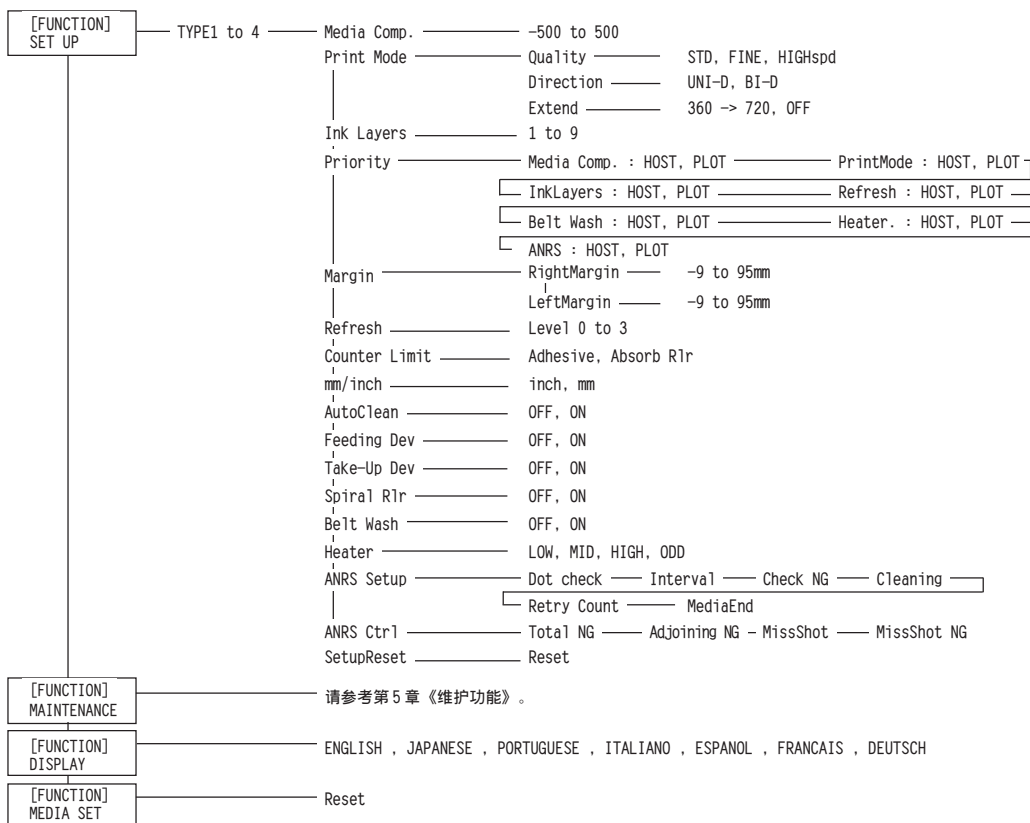 [FUNCTION]
SET UP
TYPE1 to 4
Media Comp.
-500 to 500
Print Mode
Quality
STD, FINE, HIGHspd
Direction
UNI-D, BI-D
Extend
360 -> 720, OFF
Ink Layers
1 to 9
Priority
Media Comp. : HOST, PLOT
PrintMode : HOST, PLOT
InkLayers : HOST, PLOT
Refresh : HOST, PLOT
Belt Wash : HOST, PLOT
Heater. : HOST, PLOT
ANRS : HOST, PLOT
Margin
RightMargin
-9 to 95mm
LeftMargin
-9 to 95mm
Refresh
Level 0 to 3
Counter Limit
Adhesive, Absorb Rlr
mm/inch
inch, mm
AutoClean
OFF, ON
Feeding Dev
OFF, ON
Take-Up Dev
OFF, ON
Spiral Rlr
OFF, ON
Belt Wash
OFF, ON
Heater
LOW, MID, HIGH, ODD
ANRS Setup
Dot check
Interval
Check NG
Cleaning
Retry Count
MediaEnd
ANRS Ctrl
Total NG
Adjoining NG
MissShot
MissShot NG
SetupReset
Reset
[FUNCTION]
MAINTENANCE
请参考第5章《维护功能》。
[FUNCTION]
DISPLAY
ENGLISH , JAPANESE , PORTUGUESE , ITALIANO , ESPANOL , FRANCAIS , DEUTSCH
[FUNCTION]
MEDIA SET
Reset